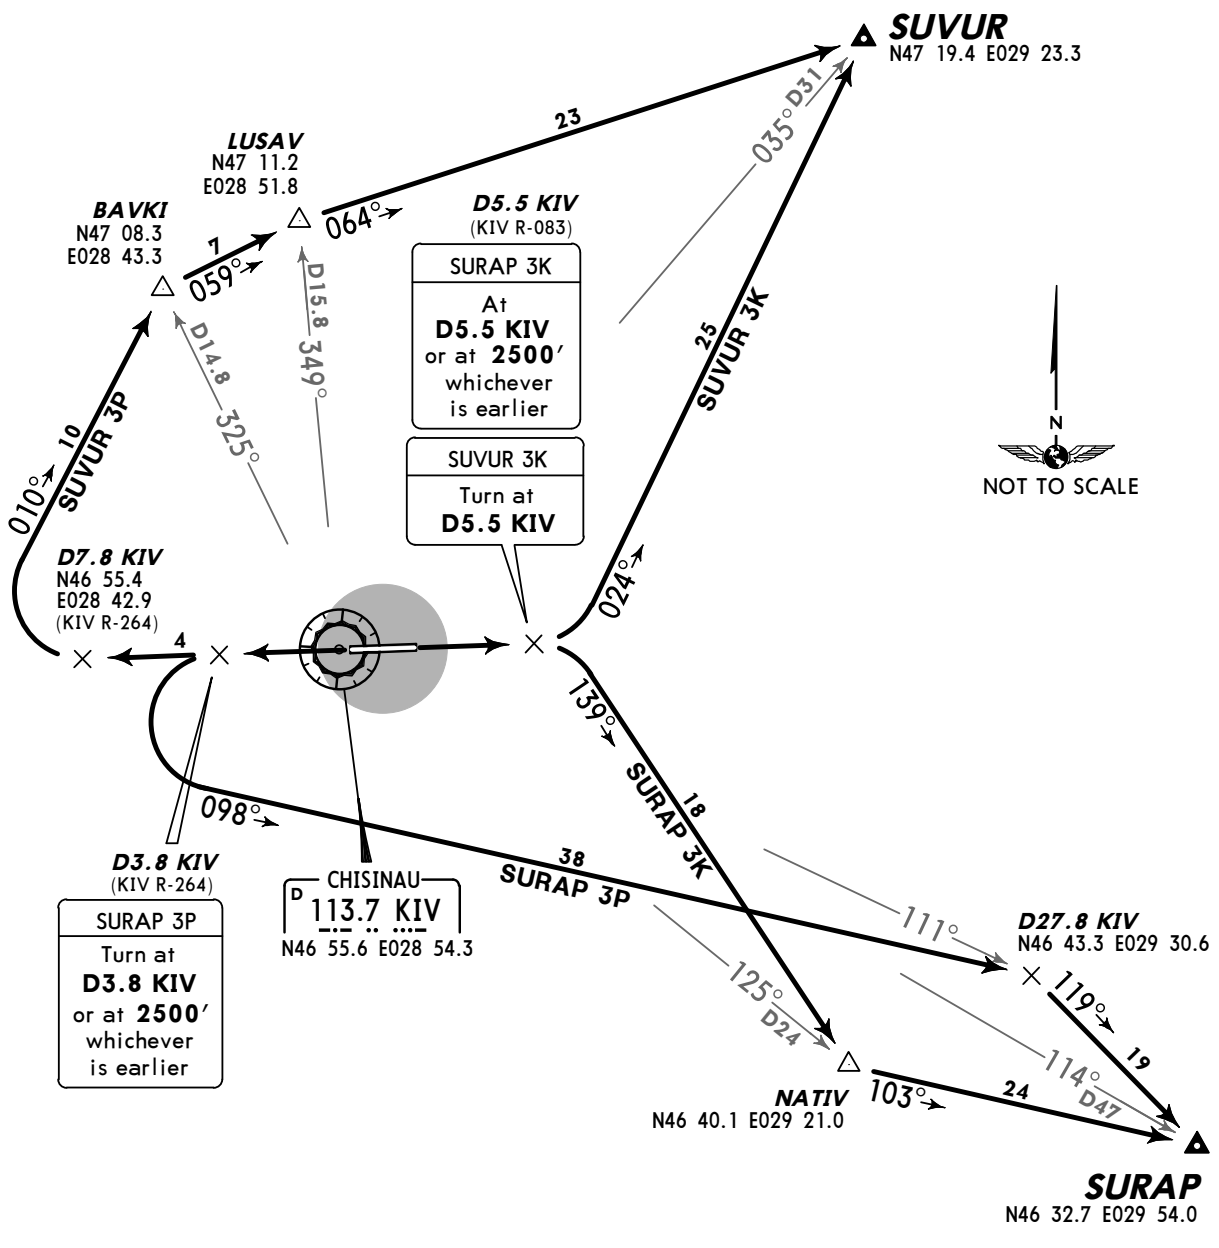 SUVUR
N47 19.4 E029 23.3
D31
035°
23
LUSAV
N47 11.2
E028 51.8
064°
BAVKI
N47 08.3
E028 43.3
7
059°
D5.5 KIV
(KIV R-083)
SURAP 3K
At
D5.5 KIV
or at 2500'
whichever
is earlier
SUVUR 3K
Turn at
D5.5 KIV
D15.8
349°
D14.8
325°
25
SUVUR 3K
N
NOT TO SCALE
10
SUVUR 3P
010°
D7.8 KIV
N46 55.4
E028 42.9
(KIV R-264)
4
024°
139°
18
SURAP 3K
098°
38
SURAP 3P
D3.8 KIV
(KIV R-264)
SURAP 3P
Turn at
D3.8 KIV
or at 2500'
whichever
is earlier
CHISINAU
D
113.7 KIV
N46 55.6 E028 54.3
111°
D27.8 KIV
N46 43.3 E029 30.6
125°
D24
119°
19
114°
D47
NATIV
N46 40.1 E029 21.0
103°
24
SURAP
N46 32.7 E029 54.0